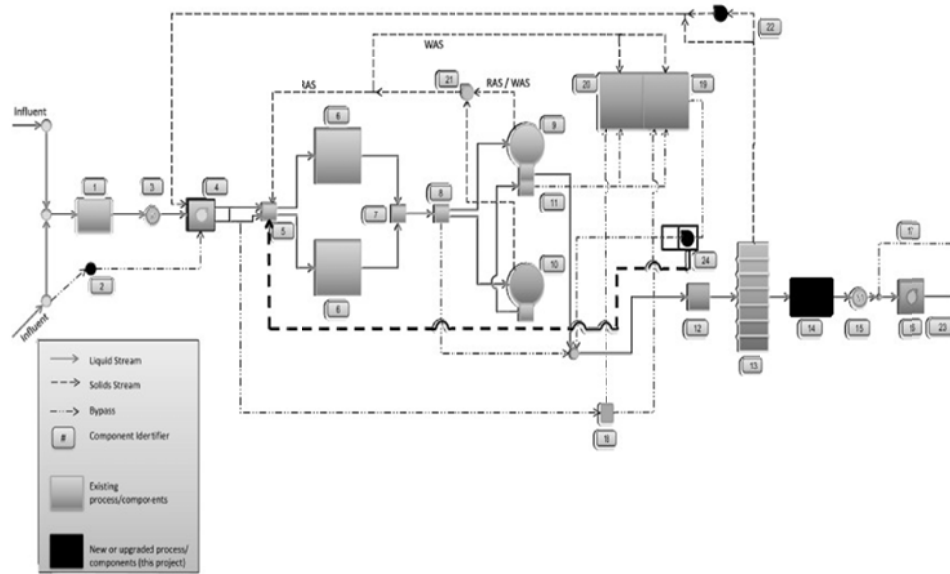 22
WAS
21
RAS
RAS / WAS
20
19
Influent
6
9
1
3
4
8
11
17
5
7
10
24
2
6
12
Influent
14
15
23
13
18
Liquid Stream
Solids Stream
Bypass
#
Component Identifier
Existing
process/components
New or upgraded process/
components (this project)